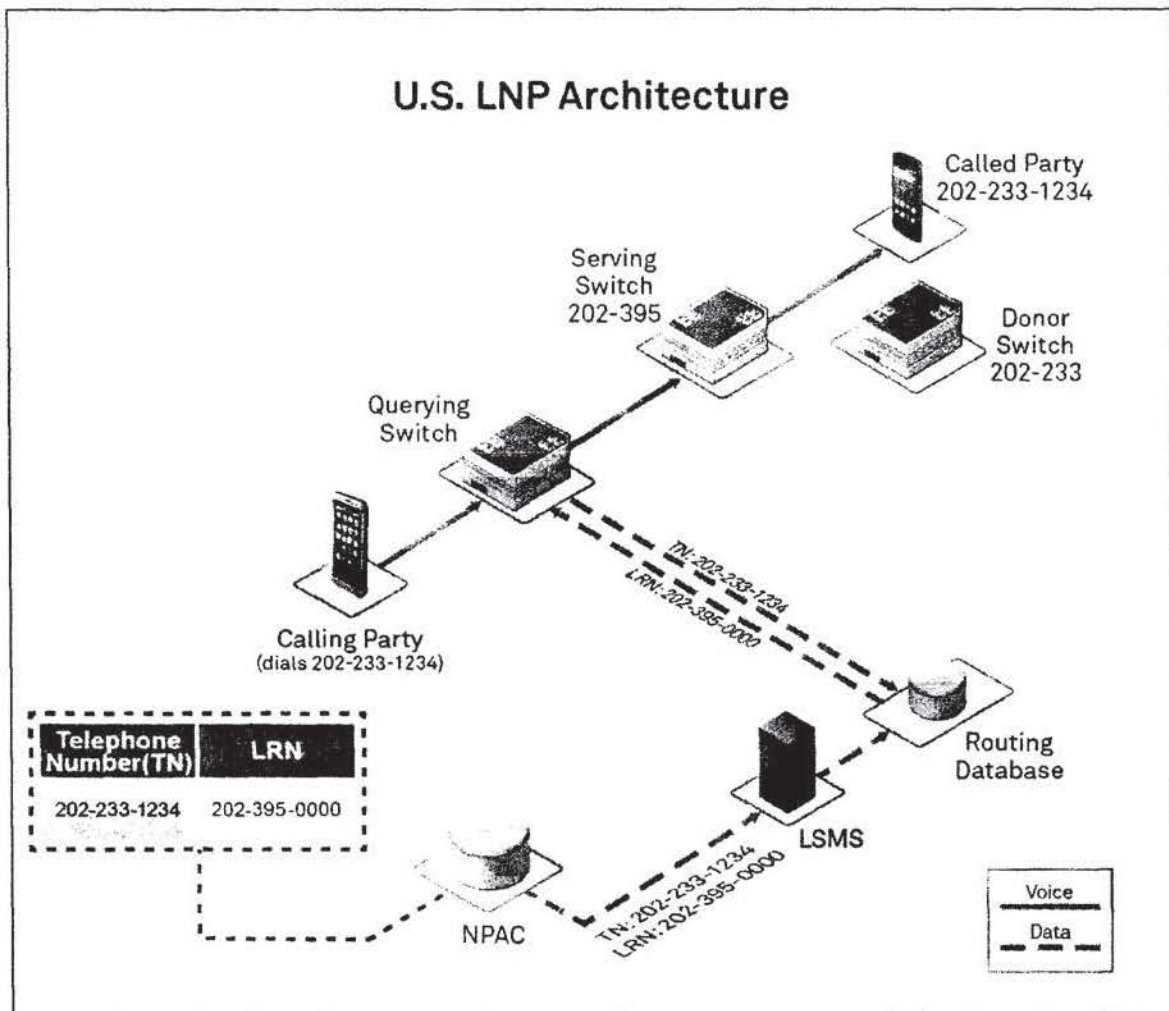 U.S. LNP Architecture
Called Party
202-233-1234
Serving
Switch
202-395
Donor
Switch
202-233
Querying
Switch
TN: 202-233-1234
LRN: 202-395-0000
Calling Party
(dials 202-233-1234)
Telephone
Number(TN)
LRN
202-233-1234
202-395-0000
Routing
Database
LSMS
TN: 202-233-1234
LRN: 202-395-0000
NPAC
Voice
Data